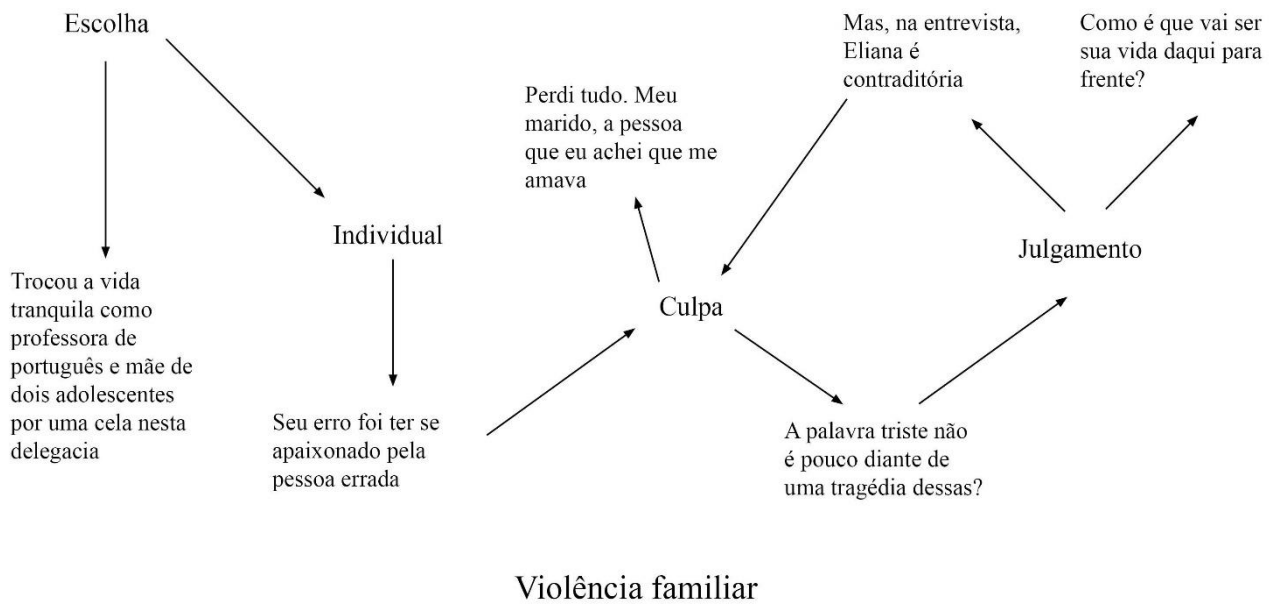 Escolha
Trocou a vida
tranquila como
professora de
português e mãe de
dois adolescentes
por uma cela nesta
delegacia
Individual
Seu erro foi ter se
apaixonado pela
pessoa errada
Perdi tudo. Meu
marido, a pessoa
que eu achei que me
amava
Culpa
A palavra triste não
é pouco diante de
uma tragédia dessas?
Mas, na entrevista,
Eliana é
contraditória
Como é que vai ser
sua vida daqui para
frente?
Julgamento
Violência familiar